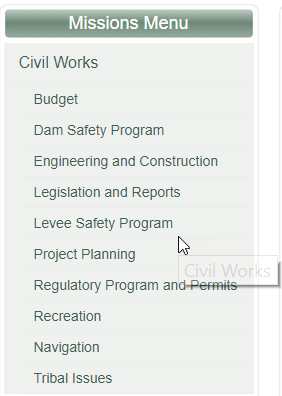 Missions Menu
Civil Works
Budget
Dam Safety Program
Engineering and Construction
Legislation and Reports
Levee Safety Program
Project Planning
Civil Works
Regulatory Program and Permits
Recreation
Navigation
Tribal Issues